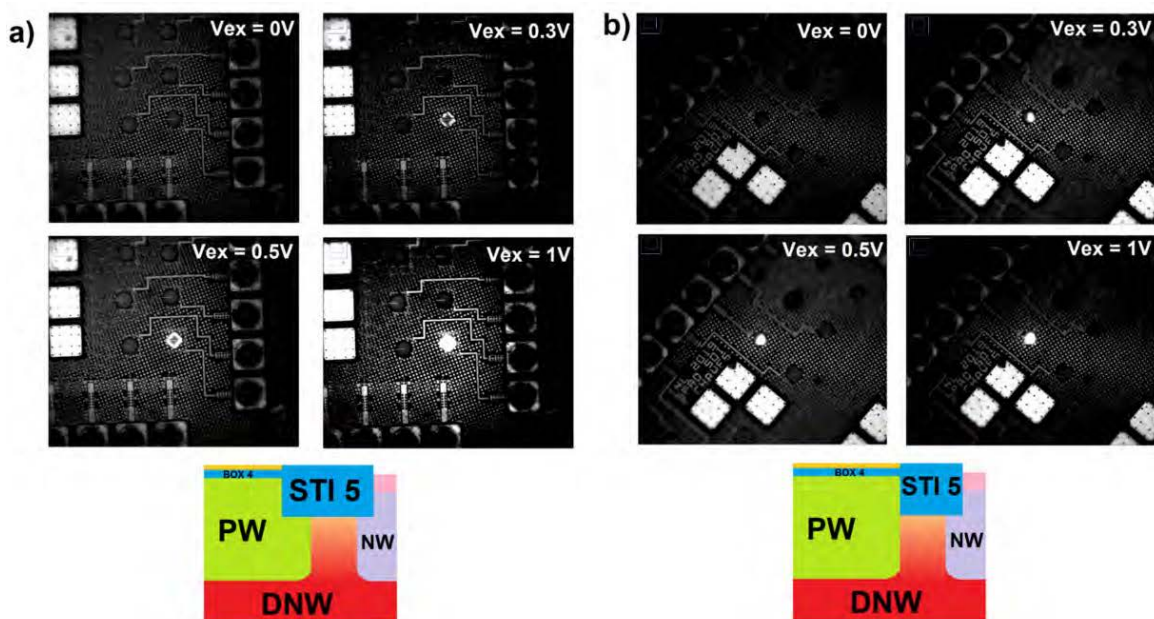 a)
Vex = 0V
Vex = 0.3V
Vex = 0.5V
Vex = 1V
BOX 4
STI 5
PW
NW
DNW
b)
Vex = 0V
Vex = 0.3V
Vex = 0.5V
Vex = 1V
BOX 4
STI 5
PW
NW
DNW